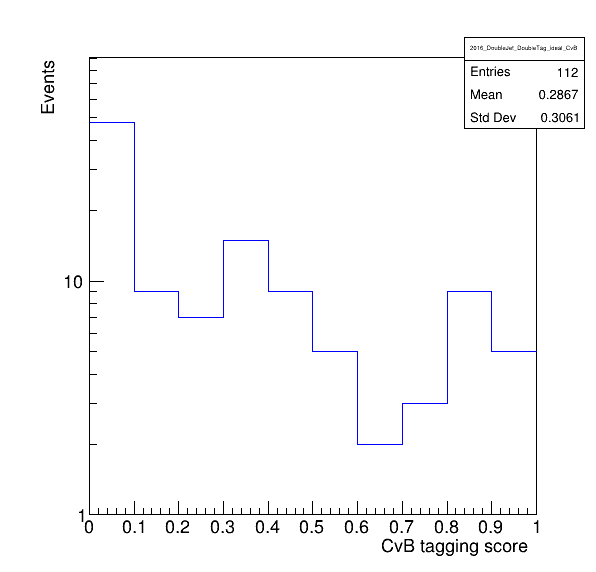 2016_DoubleJet_DoubleTag_ideal_CvB
Entries 112
Mean 0.2867
Std Dev 0.3061
Events
10
1
0 0.1 0.2 0.3 0.4 0.5 0.6 0.7 0.8 0.9 1
CvB tagging score